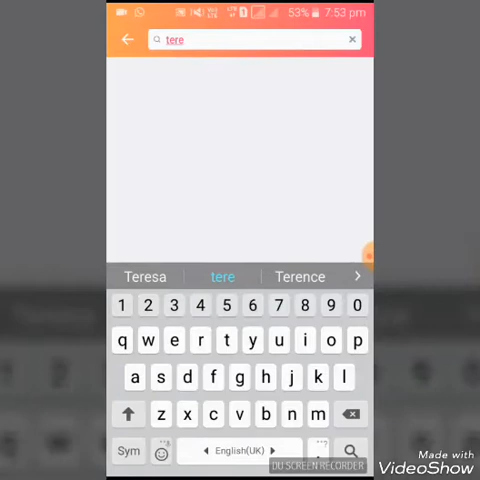 53% 7:53 pm
tere
Teresa tere Terence
1 2 3 4 5 6 7 8 9 0
q w e r t y u i o p
a s d f g h j k l
z x c v b n m
Sym English(UK)
DU SCREEN RECORDER
Made with
VideoShow